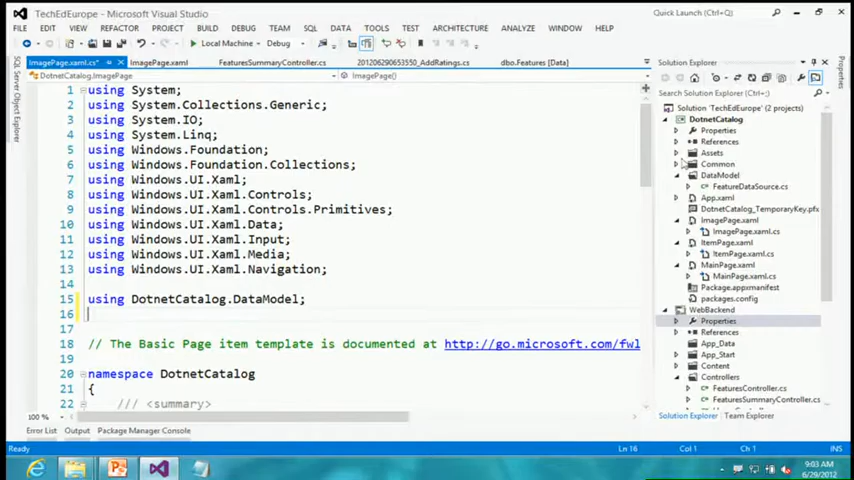 TechEdEurope - Microsoft Visual Studio
Quick Launch (Ctrl+Q)
FILE EDIT VIEW REFACTOR PROJECT BUILD DEBUG TEAM SQL DATA TOOLS TEST ARCHITECTURE ANALYZE WINDOW HELP
Local Machine Debug
ImagePage.xaml.cs* ImagePage.xaml FeaturesSummaryController.cs 201206290653550_AddRatings.cs dbo.Features [Data]
DotnetCatalog.ImagePage ImagePage()
SQL Server Object Explorer
1 using System;
2 using System.Collections.Generic;
3 using System.IO;
4 using System.Linq;
5 using Windows.Foundation;
6 using Windows.Foundation.Collections;
7 using Windows.UI.Xaml;
8 using Windows.UI.Xaml.Controls;
9 using Windows.UI.Xaml.Controls.Primitives;
10 using Windows.UI.Xaml.Data;
11 using Windows.UI.Xaml.Input;
12 using Windows.UI.Xaml.Media;
13 using Windows.UI.Xaml.Navigation;
14
15 using DotnetCatalog.DataModel;
16
17
18 // The Basic Page item template is documented at http://go.microsoft.com/fwl
19
20 namespace DotnetCatalog
21 {
22 /// <summary>
100 %
Solution Explorer
Search Solution Explorer (Ctrl+;)
Solution 'TechEdEurope' (2 projects)
DotnetCatalog
Properties
References
Assets
Common
DataModel
FeatureDataSource.cs
App.xaml
DotnetCatalog_TemporaryKey.pfx
ImagePage.xaml
ImagePage.xaml.cs
ItemPage.xaml
ItemPage.xaml.cs
MainPage.xaml
MainPage.xaml.cs
Package.appxmanifest
packages.config
WebBackend
Properties
References
App_Data
App_Start
Content
Controllers
FeaturesController.cs
FeaturesSummaryController.cs
Solution Explorer Team Explorer
Properties
Error List Output Package Manager Console
Ready Ln 16 Col 1 Ch 1 INS
9:03 AM
6/29/2012